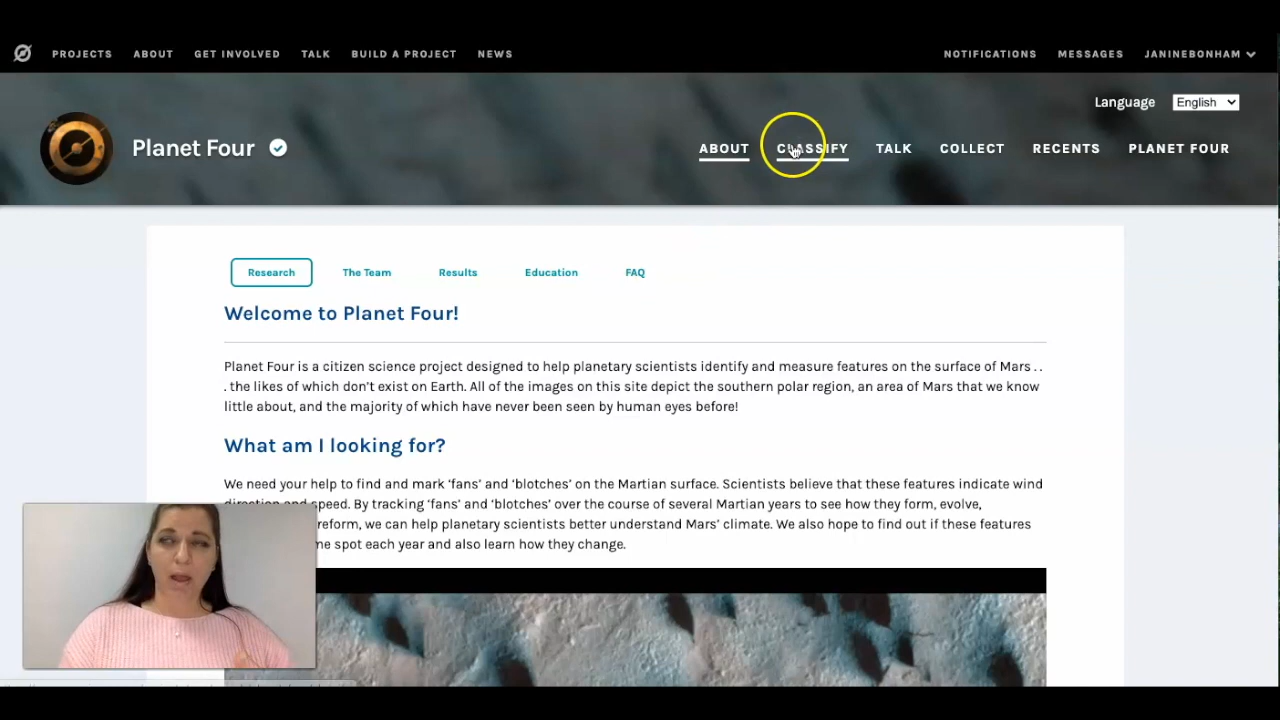 PROJECTS ABOUT GET INVOLVED TALK BUILD A PROJECT NEWS NOTIFICATIONS MESSAGES JANINEBONHAM
Language English
Planet Four ABOUT CLASSIFY TALK COLLECT RECENTS PLANET FOUR
Research The Team Results Education FAQ
Welcome to Planet Four!
Planet Four is a citizen science project designed to help planetary scientists identify and measure features on the surface of Mars . .
. the likes of which don't exist on Earth. All of the images on this site depict the southern polar region, an area of Mars that we know
little about, and the majority of which have never been seen by human eyes before!
What am I looking for?
We need your help to find and mark ‘fans’ and ‘blotches’ on the Martian surface. Scientists believe that these features indicate wind
direction and speed. By tracking ‘fans’ and ‘blotches’ over the course of several Martian years to see how they form, evolve,
reform, we can help planetary scientists better understand Mars’ climate. We also hope to find out if these features
spot each year and also learn how they change.